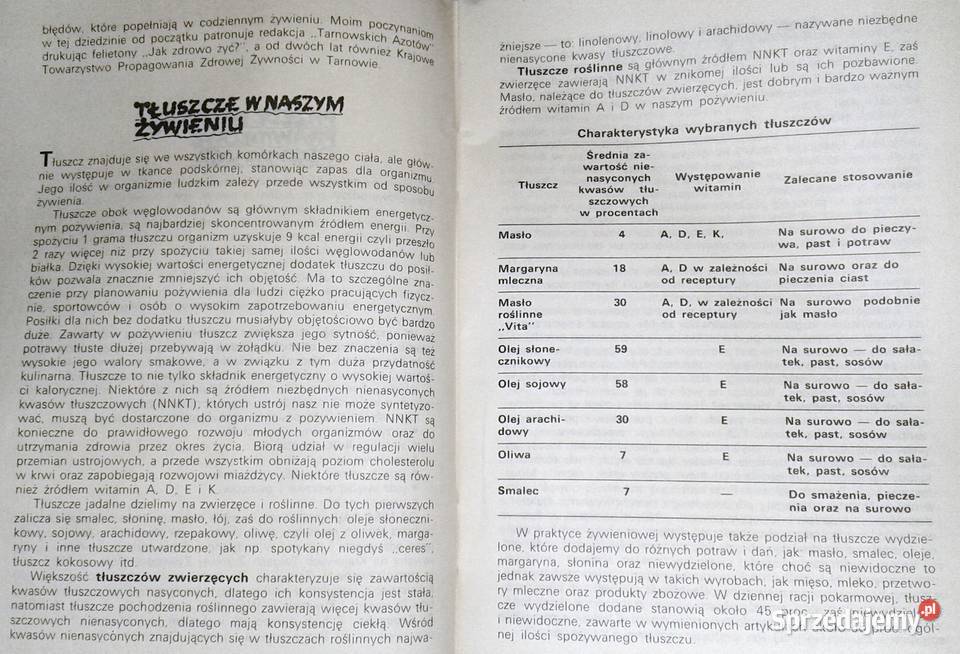 błędów, które popełniają w codziennym żywieniu. Moim poczynaniom
w tej dziedzinie od początku patronuje redakcja „Tarnowskich Azotów"
drukując felietony „Jak zdrowo żyć?", a od dwóch lat również Krajowe
Towarzystwo Propagowania Zdrowej Żywności w Tarnowie.
TŁUSZCZE W NASZYM
ŻYWIENIU
Tłuszcz znajduje się we wszystkich komórkach naszego ciała, ale głów-
nie występuje w tkance podskórnej, stanowiąc zapas dla organizmu.
Jego ilość w organizmie ludzkim zależy przede wszystkim od sposobu
żywienia.
Tłuszcze obok węglowodanów są głównym składnikiem energetycz-
nym pożywienia, są najbardziej skoncentrowanym źródłem energii. Przy
spożyciu 1 grama tłuszczu organizm uzyskuje 9 kcal energii czyli przeszło
2 razy więcej niż przy spożyciu takiej samej ilości węglowodanów lub
białka. Dzięki wysokiej wartości energetycznej dodatek tłuszczu do posił-
ków pozwala znacznie zmniejszyć ich objętość. Ma to szczególne zna-
czenie przy planowaniu pożywienia dla ludzi ciężko pracujących fizycz-
nie, sportowców i osób o wysokim zapotrzebowaniu energetycznym.
Posiłki dla nich bez dodatku tłuszczu musiałyby objętościowo być bardzo
duże. Zawarty w pożywieniu tłuszcz zwiększa jego sytność, ponieważ
potrawy tłuste dłużej przebywają w żołądku. Nie bez znaczenia są też
wysokie jego walory smakowe, a w związku z tym duża przydatność
kulinarna. Tłuszcze to nie tylko składnik energetyczny o wysokiej wartoś-
ci kalorycznej. Niektóre z nich są źródłem niezbędnych nienasyconych
kwasów tłuszczowych (NNKT), których ustrój nasz nie może syntetyzo-
wać, muszą być dostarczone do organizmu z pożywieniem. NNKT są
konieczne do prawidłowego rozwoju młodych organizmów oraz do
utrzymania zdrowia przez okres życia. Biorą udział w regulacji wielu
przemian ustrojowych, a przede wszystkim obniżają poziom cholesterolu
w krwi oraz zapobiegają rozwojowi miażdżycy. Niektóre tłuszcze są rów-
nież źródłem witamin A, D, E i K.
Tłuszcze jadalne dzielimy na zwierzęce i roślinne. Do tych pierwszych
zalicza się smalec, słoninę, masło, łój, zaś do roślinnych: oleje słoneczni-
kowy, sojowy, arachidowy, rzepakowy, oliwę, czyli olej z oliwek, marga-
ryny i inne tłuszcze utwardzone, jak np. spotykany niegdyś „ceres",
tłuszcz kokosowy itd.
Większość tłuszczów zwierzęcych charakteryzuje się zawartością
kwasów tłuszczowych nasyconych, dlatego ich konsystencja jest stała,
natomiast tłuszcze pochodzenia roślinnego zawierają więcej kwasów tłu-
szczowych nienasyconych, dlatego mają konsystencję ciekłą. Wśród
kwasów nienasyconych znajdujących się w tłuszczach roślinnych najwa-
żniejsze — to: linolenowy, linolowy i arachidowy — nazywane niezbędne
nienasycone kwasy tłuszczowe.
Tłuszcze roślinne są głównym źródłem NNKT oraz witaminy E, zaś
zwierzęce zawierają NNKT w znikomej ilości lub są ich pozbawione.
Masło, należące do tłuszczów zwierzęcych, jest dobrym i bardzo ważnym
źródłem witamin A i D w naszym pożywieniu.
Charakterystyka wybranych tłuszczów
Tłuszcz
Średnia za-
wartość nie-
nasyconych
kwasów tłu-
szczowych
w procentach
Występowanie
witamin
Zalecane stosowanie
Masło 4 A, D, E, K, Na surowo do pieczy-
wa, past i potraw
Margaryna 18 A, D w zależności Na surowo oraz do
mleczna od receptury pieczenia ciast
Masło 30 A, D, w zależności Na surowo podobnie
roślinne od receptury jak masło
„Vita"
Olej słone- 59 E Na surowo — do sała-
cznikowy tek, past, sosów
Olej sojowy 58 E Na surowo — do sała-
tek, past, sosów
Olej arachi- 30 E Na surowo — do sała-
dowy tek, past, sosów
Oliwa 7 E Na surowo — do sała-
tek, past, sosów
Smalec 7 — Do smażenia, piecze-
nia oraz na surowo
W praktyce żywieniowej występuje także podział na tłuszcze wydzie-
lone, które dodajemy do różnych potraw i dań, jak: masło, smalec, oleje,
margaryna, słonina oraz niewydzielone, które choć są niewidoczne to
jednak zawsze występują w takich wyrobach, jak mięso, mleko, przetwo-
ry mleczne oraz produkty zbożowe. W dziennej racji pokarmowej, tłusz-
cze wydzielone dodane stanowią około 45 proc. zaś
i niewidoczne, zawarte w wymienionych
nej ilości spożywanego tłuszczu.
Sprzedajemy.pl